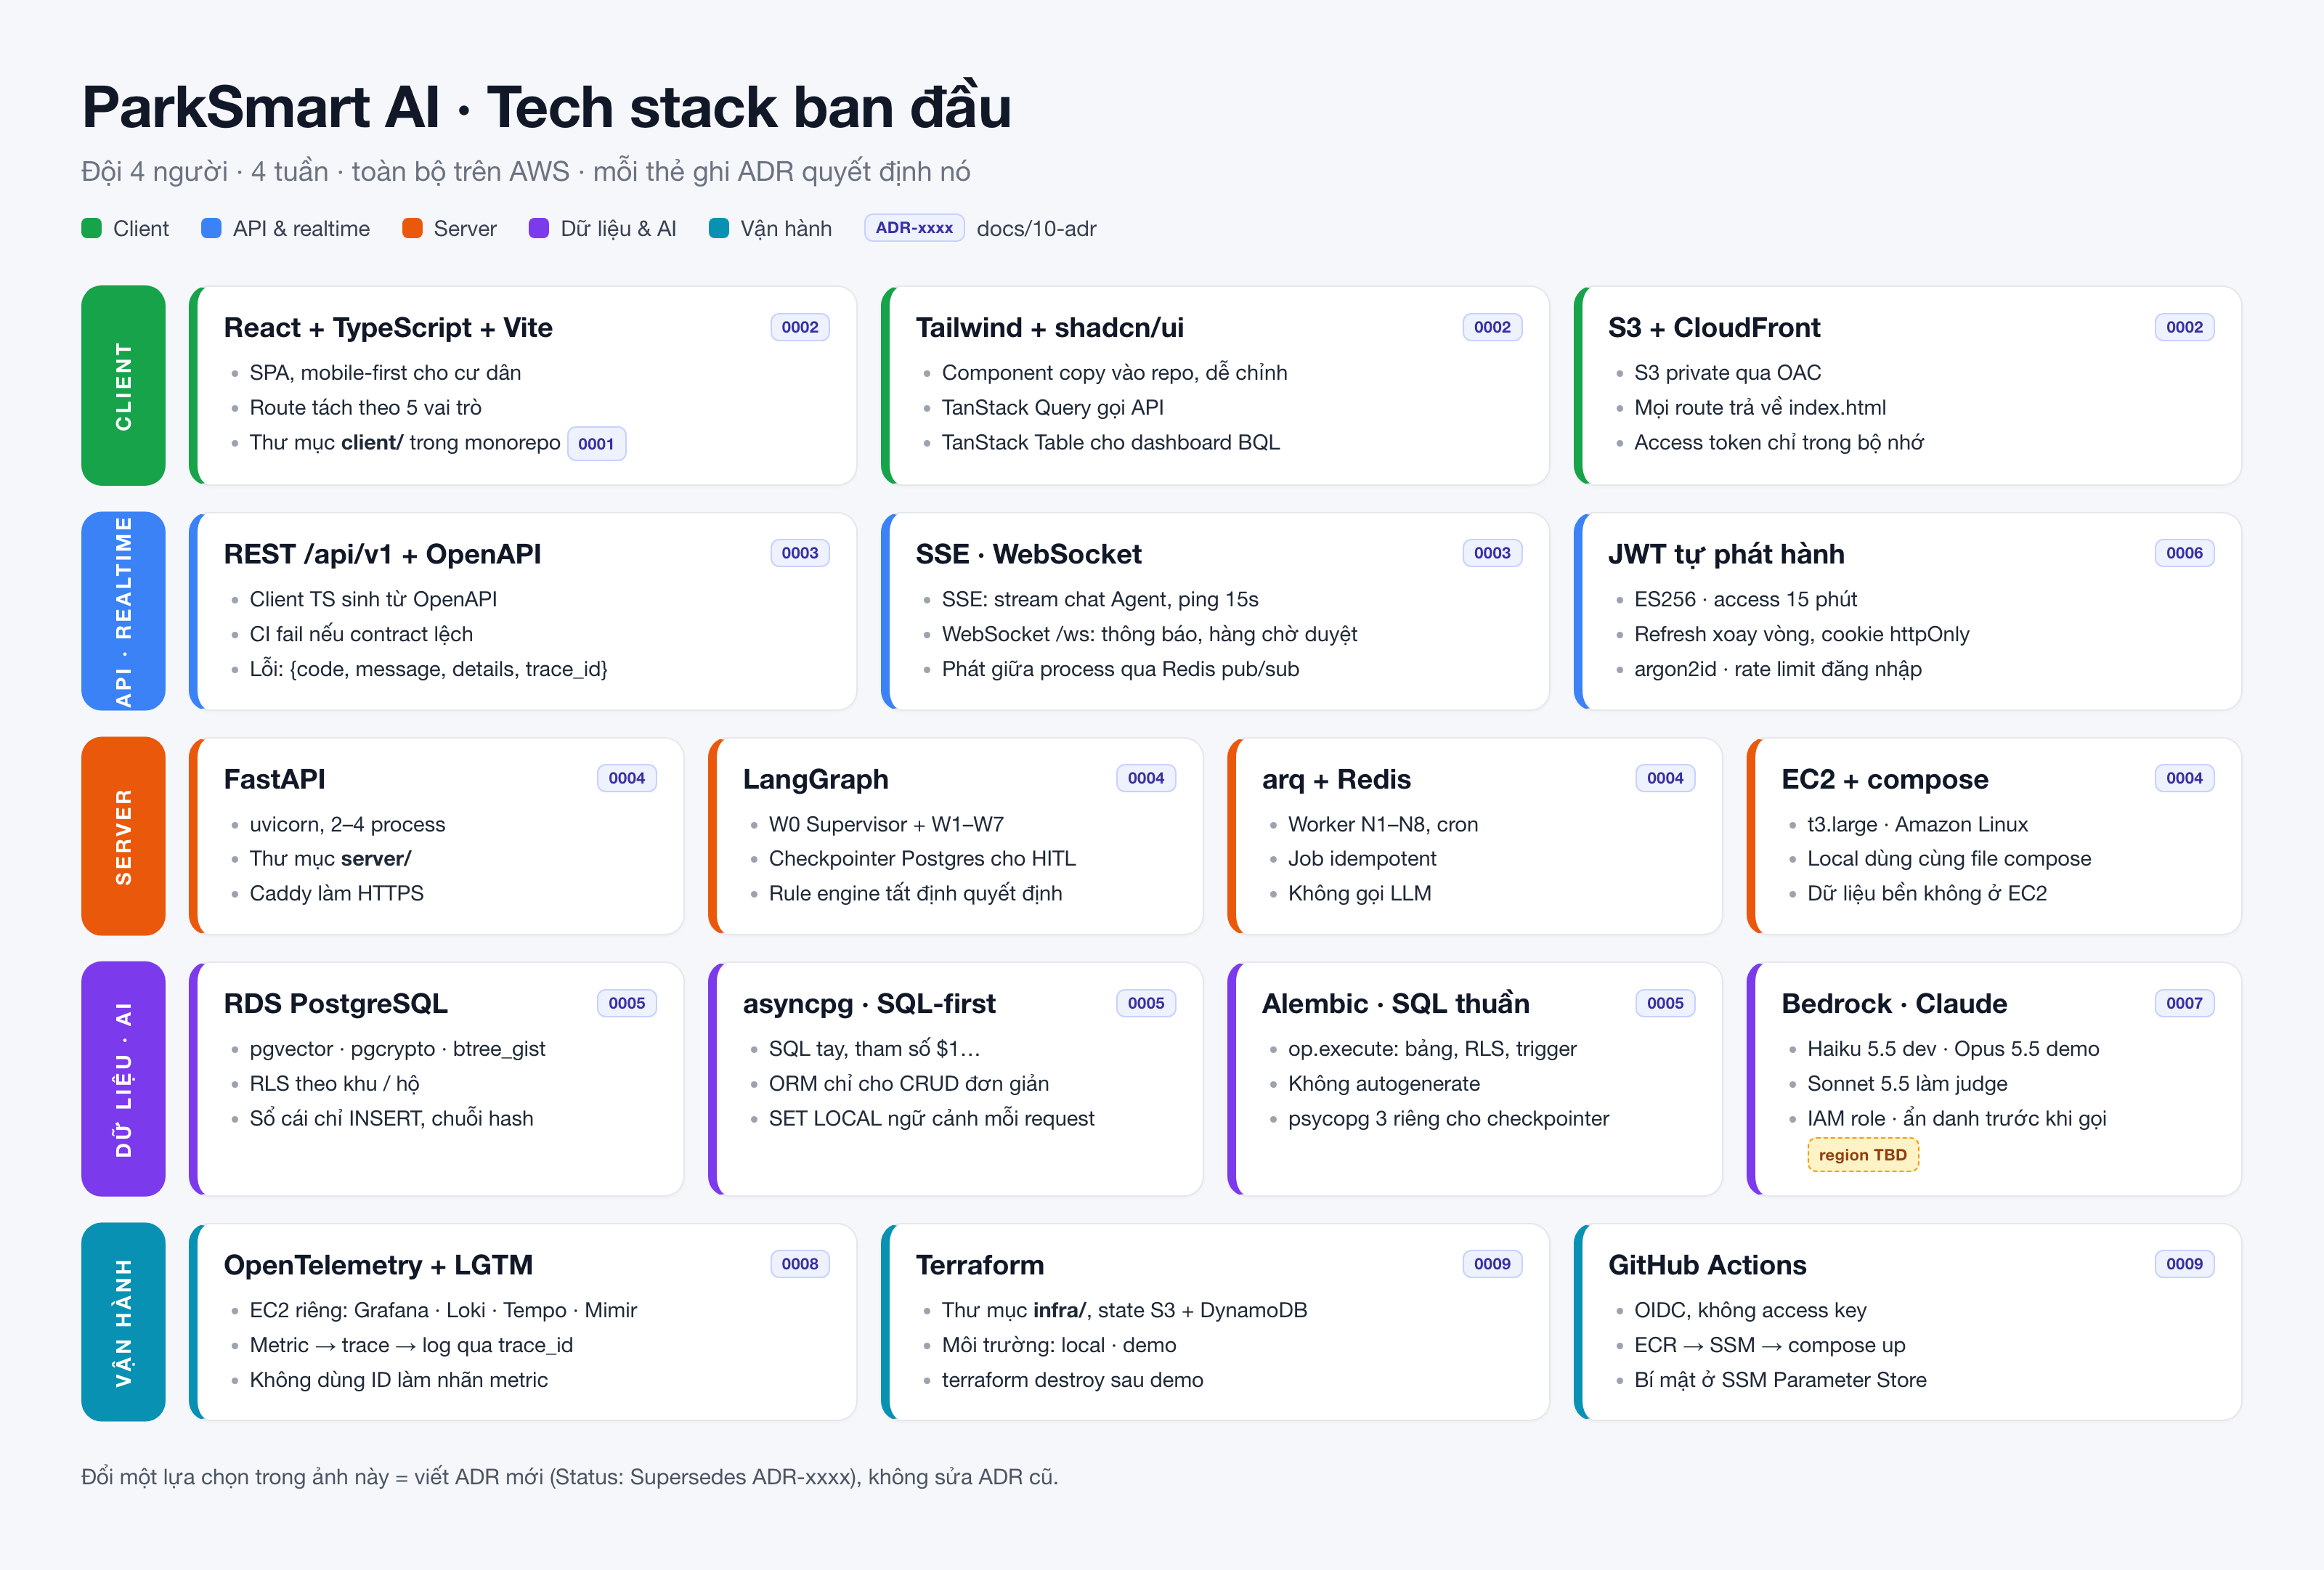 ParkSmart AI · Tech stack ban đầu
Đội 4 người · 4 tuần · toàn bộ trên AWS · mỗi thẻ ghi ADR quyết định nó
Client API & realtime Server Dữ liệu & AI Vận hành ADR-xxxx docs/10-adr
CLIENT
React + TypeScript + Vite 0002
SPA, mobile-first cho cư dân
Route tách theo 5 vai trò
Thư mục client/ trong monorepo 0001
Tailwind + shadcn/ui 0002
Component copy vào repo, dễ chỉnh
TanStack Query gọi API
TanStack Table cho dashboard BQL
S3 + CloudFront 0002
S3 private qua OAC
Mọi route trả về index.html
Access token chỉ trong bộ nhớ
API · REALTIME
REST /api/v1 + OpenAPI 0003
Client TS sinh từ OpenAPI
CI fail nếu contract lệch
Lỗi: {code, message, details, trace_id}
SSE · WebSocket 0003
SSE: stream chat Agent, ping 15s
WebSocket /ws: thông báo, hàng chờ duyệt
Phát giữa process qua Redis pub/sub
JWT tự phát hành 0006
ES256 · access 15 phút
Refresh xoay vòng, cookie httpOnly
argon2id · rate limit đăng nhập
SERVER
FastAPI 0004
uvicorn, 2–4 process
Thư mục server/
Caddy làm HTTPS
LangGraph 0004
W0 Supervisor + W1–W7
Checkpointer Postgres cho HITL
Rule engine tất định quyết định
arq + Redis 0004
Worker N1–N8, cron
Job idempotent
Không gọi LLM
EC2 + compose 0004
t3.large · Amazon Linux
Local dùng cùng file compose
Dữ liệu bền không ở EC2
DỮ LIỆU · AI
RDS PostgreSQL 0005
pgvector · pgcrypto · btree_gist
RLS theo khu / hộ
Sổ cái chỉ INSERT, chuỗi hash
asyncpg · SQL-first 0005
SQL tay, tham số $1…
ORM chỉ cho CRUD đơn giản
SET LOCAL ngữ cảnh mỗi request
Alembic · SQL thuần 0005
op.execute: bảng, RLS, trigger
Không autogenerate
psycopg 3 riêng cho checkpointer
Bedrock · Claude 0007
Haiku 5.5 dev · Opus 5.5 demo
Sonnet 5.5 làm judge
IAM role · ẩn danh trước khi gọi
region TBD
VẬN HÀNH
OpenTelemetry + LGTM 0008
EC2 riêng: Grafana · Loki · Tempo · Mimir
Metric → trace → log qua trace_id
Không dùng ID làm nhãn metric
Terraform 0009
Thư mục infra/, state S3 + DynamoDB
Môi trường: local · demo
terraform destroy sau demo
GitHub Actions 0009
OIDC, không access key
ECR → SSM → compose up
Bí mật ở SSM Parameter Store
Đổi một lựa chọn trong ảnh này = viết ADR mới (Status: Supersedes ADR-xxxx), không sửa ADR cũ.